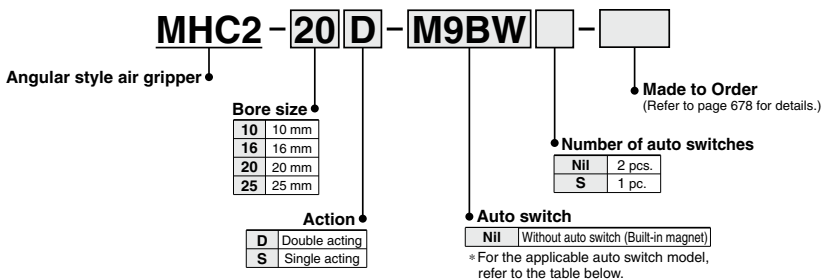 MHC2 – 20 D – M9BW –
Angular style air gripper
Made to Order
(Refer to page 678 for details.)
Bore size
10 10 mm
16 16 mm
20 20 mm
25 25 mm
Number of auto switches
Nil 2 pcs.
S 1 pc.
Action
D Double acting
S Single acting
Auto switch
Nil Without auto switch (Built-in magnet)
∗For the applicable auto switch model,
refer to the table below.